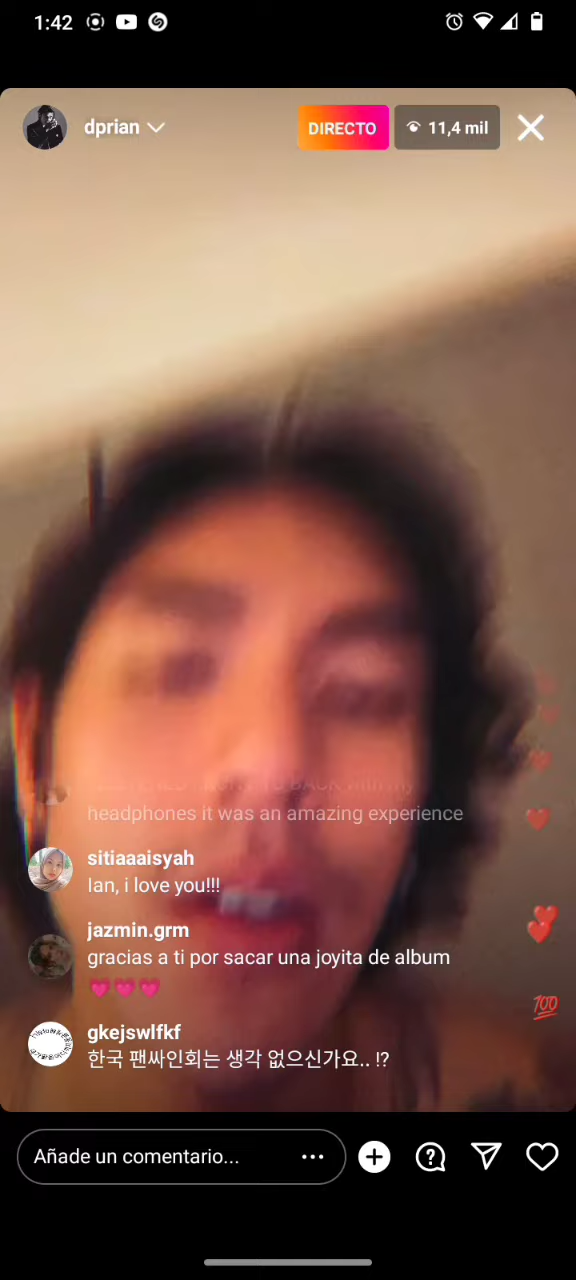 1:42
dprian
DIRECTO
11,4 mil
headphones it was an amazing experience
sitiaaaisyah
Ian, i love you!!!
jazmin.grm
gracias a ti por sacar una joyita de album
💗💗💗
gkejswlfkf
한국 팬싸인회는 생각 없으신가요.. !?
Añade un comentario...